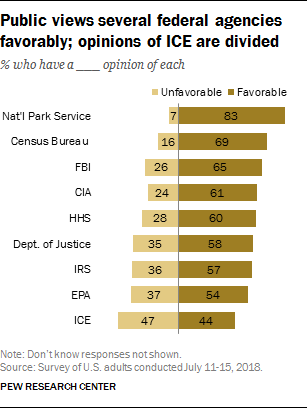 Public views several federal agencies
favorably; opinions of ICE are divided
% who have a ____ opinion of each
Unfavorable Favorable
Nat'l Park Service 7 83
Census Bureau 16 69
FBI 26 65
CIA 24 61
HHS 28 60
Dept. of Justice 35 58
IRS 36 57
EPA 37 54
ICE 47 44
Note: Don't know responses not shown.
Source: Survey of U.S. adults conducted July 11-15, 2018.
PEW RESEARCH CENTER